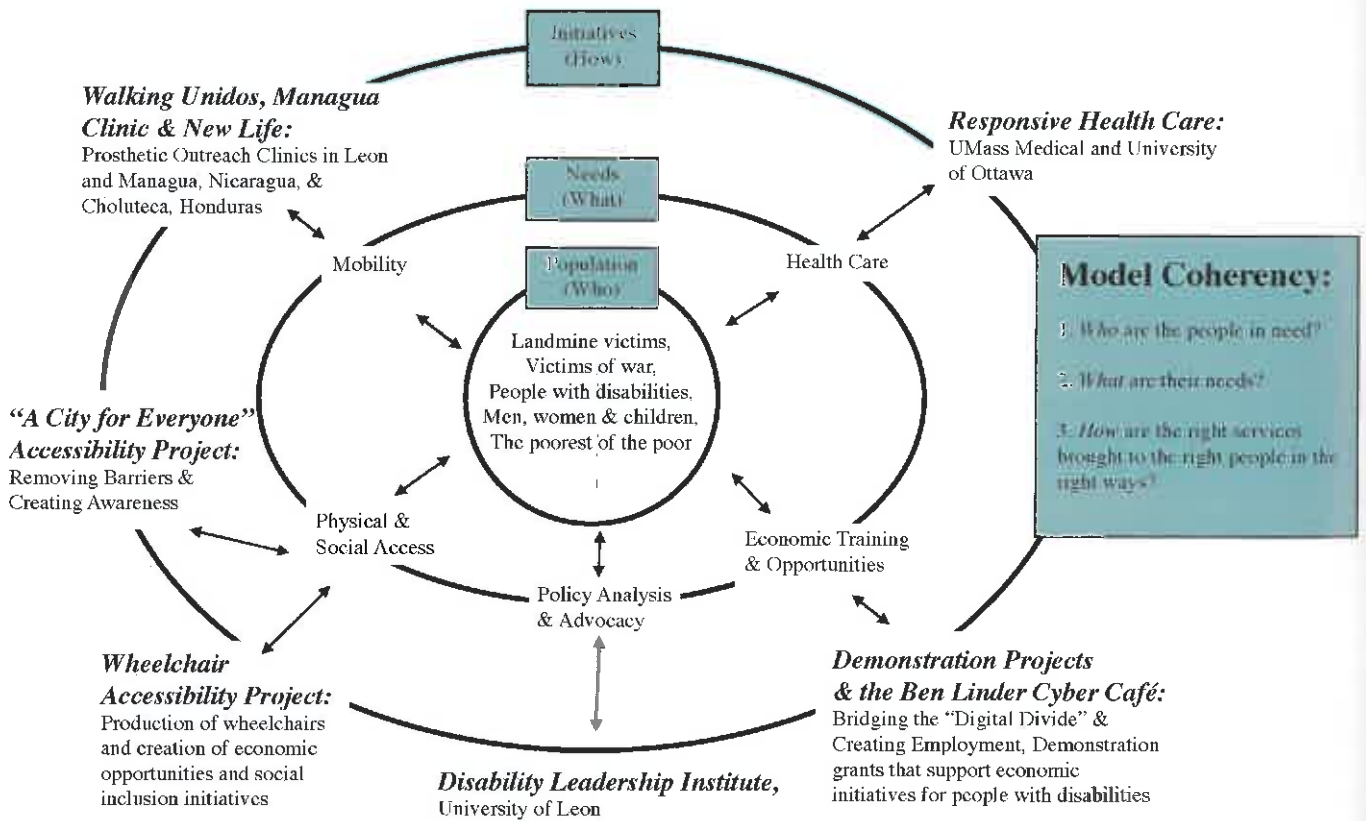 Initiatives
(How)
Walking Unidos, Managua
Clinic & New Life:
Prosthetic Outreach Clinics in Leon
and Managua, Nicaragua, &
Choluteca, Honduras
Responsive Health Care:
UMass Medical and University
of Ottawa
Needs
(What)
Mobility
Health Care
Population
(Who)
Landmine victims,
Victims of war,
People with disabilities,
Men, women & children,
The poorest of the poor
Model Coherency:
1. Who are the people in need?
2. What are their needs?
3. How are the right services
brought to the right people in the
right ways?
“A City for Everyone”
Accessibility Project:
Removing Barriers &
Creating Awareness
Physical &
Social Access
Economic Training
& Opportunities
Policy Analysis
& Advocacy
Wheelchair
Accessibility Project:
Production of wheelchairs
and creation of economic
opportunities and social
inclusion initiatives
Disability Leadership Institute,
University of Leon
Demonstration Projects
& the Ben Linder Cyber Café:
Bridging the “Digital Divide” &
Creating Employment, Demonstration
grants that support economic
initiatives for people with disabilities